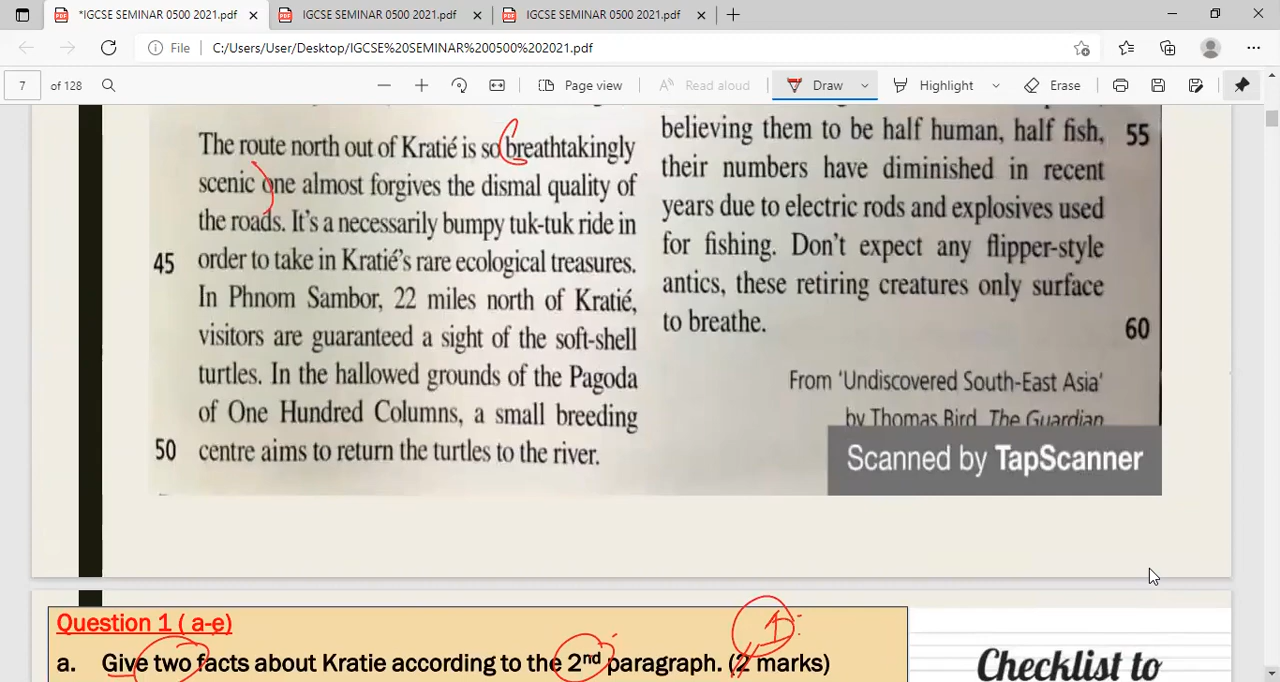 *IGCSE SEMINAR 0500 2021.pdf
IGCSE SEMINAR 0500 2021.pdf
IGCSE SEMINAR 0500 2021.pdf
File
C:/Users/User/Desktop/IGCSE%20SEMINAR%200500%202021.pdf
7 of 128
Page view
Read aloud
Draw
Highlight
Erase
The route north out of Kratié is so breathtakingly
scenic one almost forgives the dismal quality of
the roads. It's a necessarily bumpy tuk-tuk ride in
45 order to take in Kratié's rare ecological treasures.
In Phnom Sambor, 22 miles north of Kratié,
visitors are guaranteed a sight of the soft-shell
turtles. In the hallowed grounds of the Pagoda
of One Hundred Columns, a small breeding
50 centre aims to return the turtles to the river.
believing them to be half human, half fish, 55
their numbers have diminished in recent
years due to electric rods and explosives used
for fishing. Don't expect any flipper-style
antics, these retiring creatures only surface
to breathe. 60
From 'Undiscovered South-East Asia'
by Thomas Bird, The Guardian
Scanned by TapScanner
Question 1 ( a-e)
a. Give two facts about Kratie according to the 2nd paragraph. (2 marks)
Checklist to